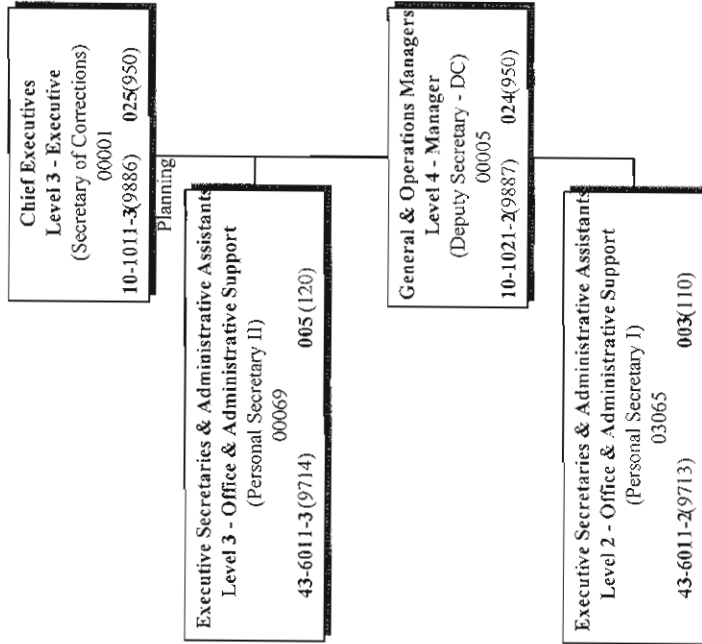 Chief Executives
Level 3 - Executive
(Secretary of Corrections)
00001
10-1011-3(9886) 025(950)
Planning
Executive Secretaries & Administrative Assistants
Level 3 - Office & Administrative Support
(Personal Secretary II)
00069
43-6011-3 (9714) 005 (120)
General & Operations Managers
Level 4 - Manager
(Deputy Secretary - DC)
00005
10-1021-2(9887) 024(950)
Executive Secretaries & Administrative Assistants
Level 2 - Office & Administrative Support
(Personal Secretary I)
03065
43-6011-2(9713) 003(110)